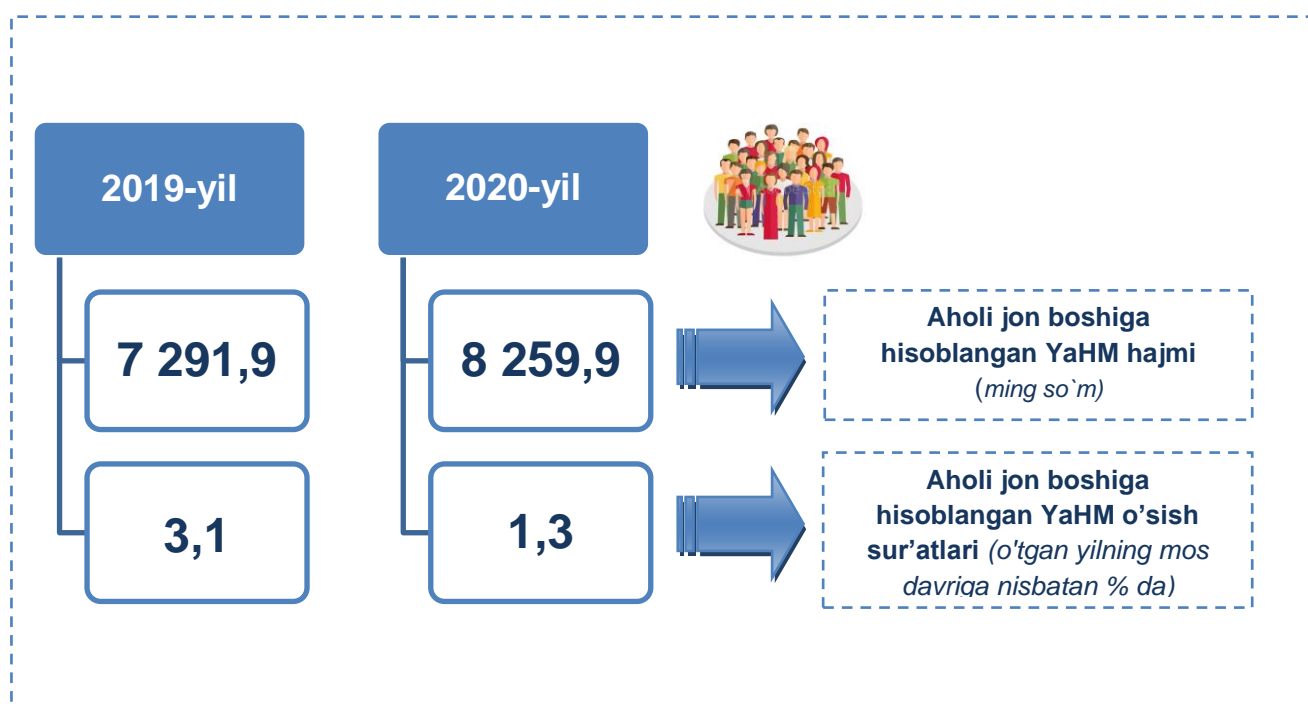 2019-yil
2020-yil
7 291,9
8 259,9
Aholi jon boshiga
hisoblangan YaHM hajmi
(ming so`m)
3,1
1,3
Aholi jon boshiga
hisoblangan YaHM o’sish
sur’atlari (o'tgan yilning mos
davriga nisbatan % da)